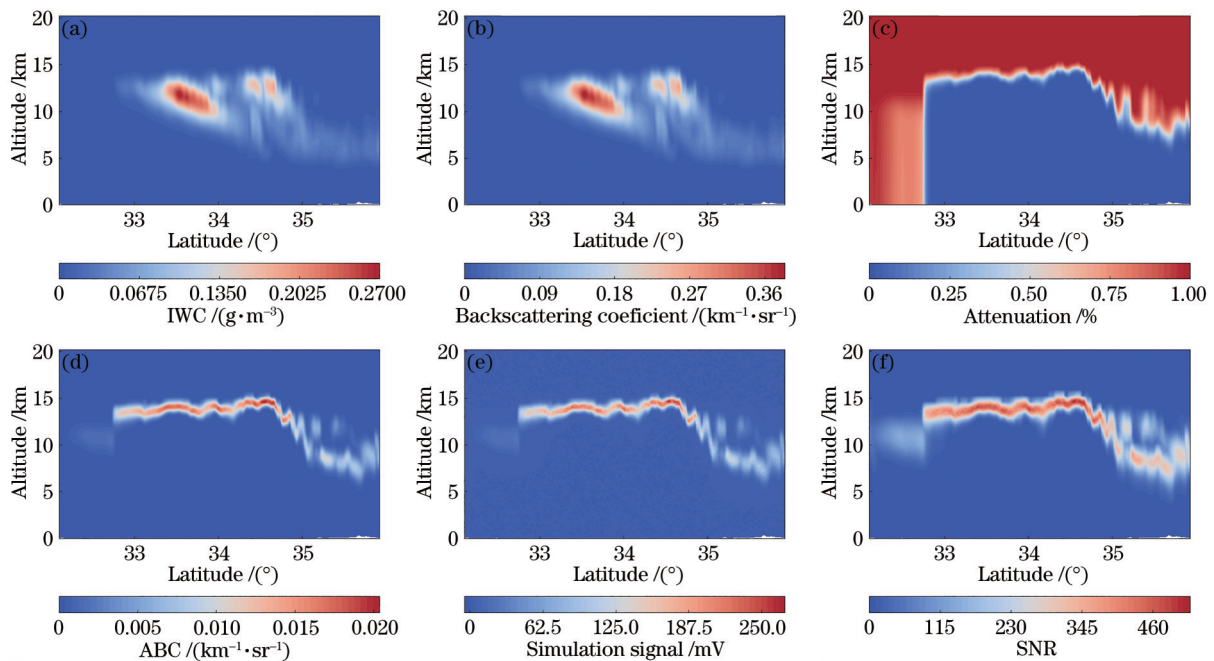 (a)
20
15
10
5
0
Altitude /km
33 34 35
Latitude /(°)
0 0.0675 0.1350 0.2025 0.2700
IWC /(g·m⁻³)
(b)
20
15
10
5
0
Altitude /km
33 34 35
Latitude /(°)
0 0.09 0.18 0.27 0.36
Backscattering coeficient /(km⁻¹·sr⁻¹)
(c)
20
15
10
5
0
Altitude /km
33 34 35
Latitude /(°)
0 0.25 0.50 0.75 1.00
Attenuation /%
(d)
20
15
10
5
0
Altitude /km
33 34 35
Latitude /(°)
0 0.005 0.010 0.015 0.020
ABC /(km⁻¹·sr⁻¹)
(e)
20
15
10
5
0
Altitude /km
33 34 35
Latitude /(°)
0 62.5 125.0 187.5 250.0
Simulation signal /mV
(f)
20
15
10
5
0
Altitude /km
33 34 35
Latitude /(°)
0 115 230 345 460
SNR